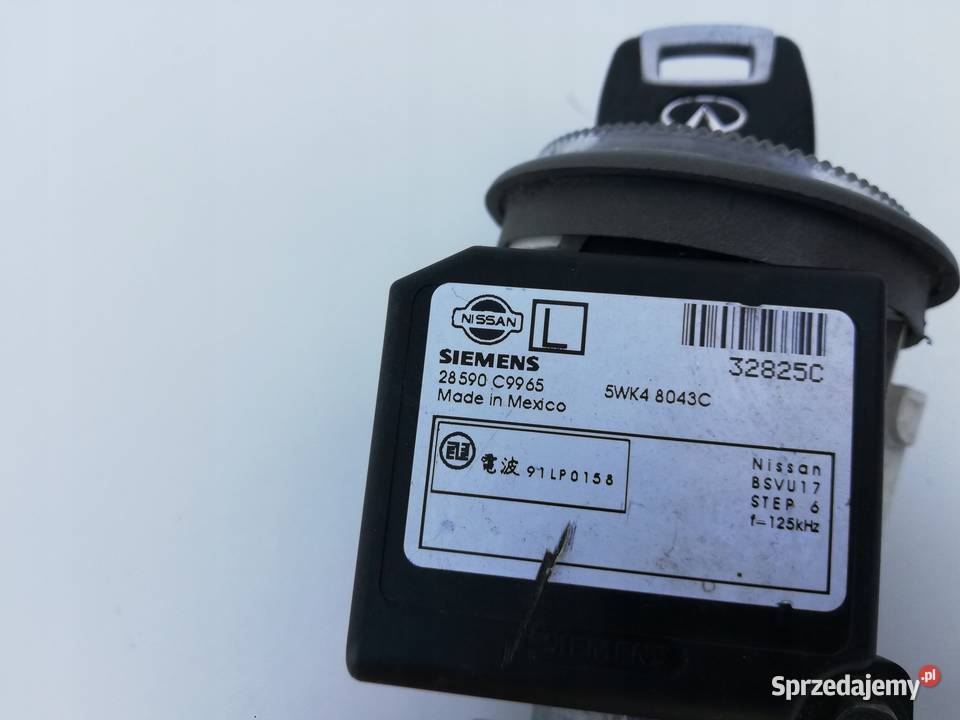 NISSAN
L
SIEMENS
32825C
28590 C9965
5WK4 8043C
Made in Mexico
電波 91LP0158
Nissan
BSVU17
STEP 6
f=125kHz
SIEMENS
Sprzedajemy.pl